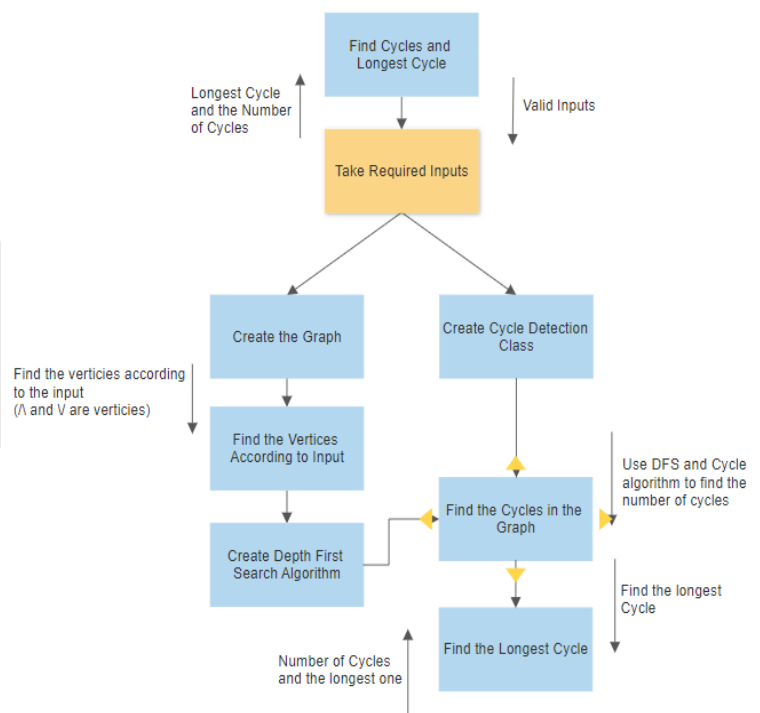 Find Cycles and
Longest Cycle
Longest Cycle
and the Number
of Cycles
Valid Inputs
Take Required Inputs
Create the Graph
Create Cycle Detection
Class
Find the verticies according
to the input
(/\ and \/ are verticies)
Find the Vertices
According to Input
Use DFS and Cycle
algorithm to find the
number of cycles
Find the Cycles in the
Graph
Create Depth First
Search Algorithm
Find the longest
Cycle
Find the Longest Cycle
Number of Cycles
and the longest one